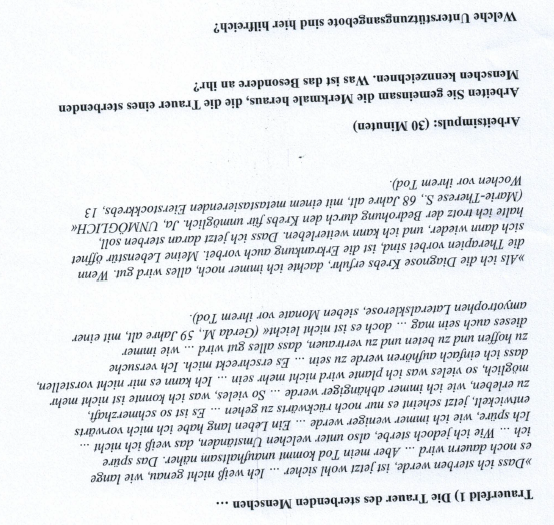 Trauerfeld 1) Die Trauer des sterbenden Menschen …
»Dass ich sterben werde, ist jetzt wohl sicher ... Ich weiß nicht genau, wie lange
es noch dauern wird ... Aber mein Tod kommt unaufhaltsam näher. Das spüre
ich ... Wie ich jedoch sterbe, also unter welchen Umständen, das weiß ich nicht ...
Ich spüre, wie ich immer weniger werde ... Ein Leben lang habe ich mich vorwärts
entwickelt, jetzt scheint es nur noch rückwärts zu gehen ... Es ist so schmerzhaft,
zu erleben, wie ich immer abhängiger werde ... So vieles, was ich konnte ist nicht mehr
möglich, so vieles was ich plante wird nicht mehr sein ... Ich kann es mir nicht vorstellen,
dass ich einfach aufhören werde zu sein ... Es erschreckt mich. Ich versuche
zu hoffen und zu beten und zu vertrauen, dass alles gut wird ... wie immer
dieses auch sein mag ... doch es ist nicht leicht« (Gerda M., 59 Jahre alt, mit einer
amyotrophen Lateralsklerose, sieben Monate vor ihrem Tod).
»Als ich die Diagnose Krebs erfuhr, dachte ich immer noch, alles wird gut. Wenn
die Therapien vorbei sind, ist die Erkrankung auch vorbei. Meine Lebenstür öffnet
sich dann wieder, und ich kann weiterleben. Dass ich jetzt daran sterben soll,
halte ich trotz der Bedrohung durch den Krebs für unmöglich. Ja, UNMÖGLICH«
(Marie-Therese S., 68 Jahre alt, mit einem metastasierenden Eierstockkrebs, 13
Wochen vor ihrem Tod).
Arbeitsimpuls: (30 Minuten)
Arbeiten Sie gemeinsam die Merkmale heraus, die die Trauer eines sterbenden
Menschen kennzeichnen. Was ist das Besondere an ihr?
Welche Unterstützungsangebote sind hier hilfreich?